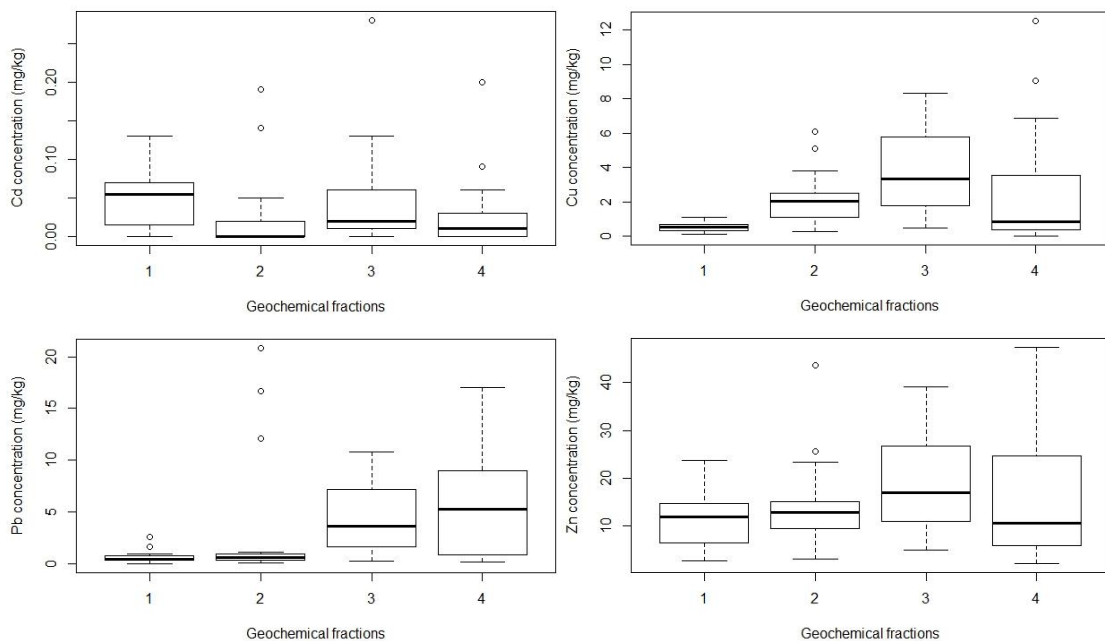 Cd concentration (mg/kg)
0.20
0.10
0.00
1 2 3 4
Geochemical fractions
Cu concentration (mg/kg)
12
10
8
6
4
2
0
1 2 3 4
Geochemical fractions
Pb concentration (mg/kg)
20
15
10
5
0
1 2 3 4
Geochemical fractions
Zn concentration (mg/kg)
40
30
20
10
1 2 3 4
Geochemical fractions